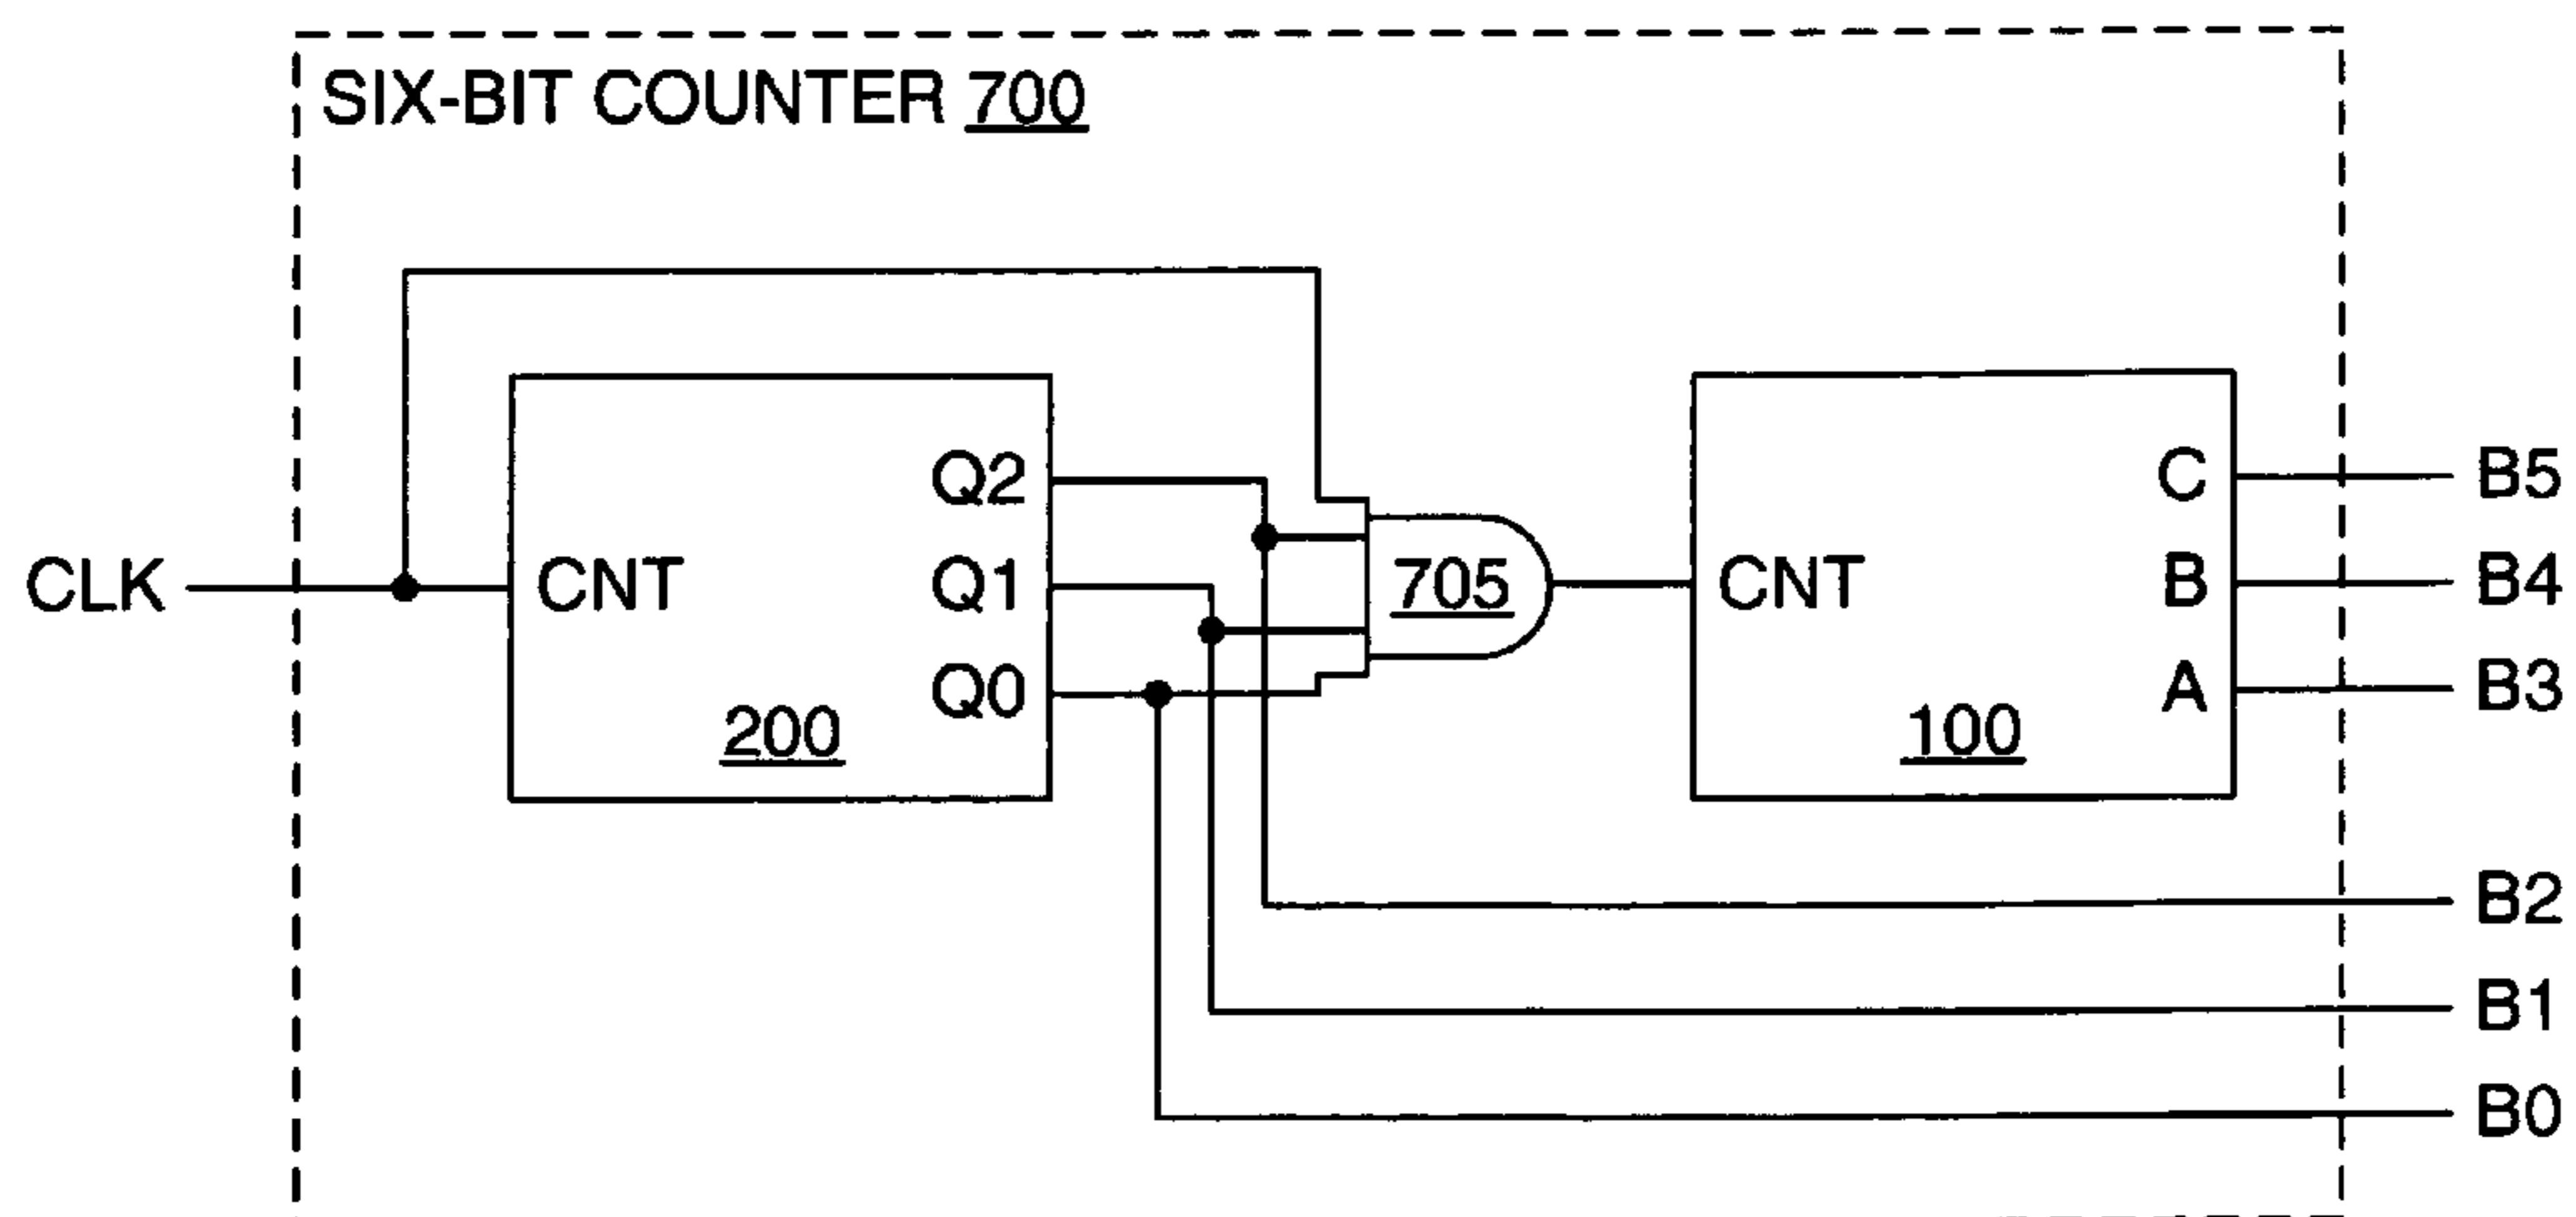 SIX-BIT COUNTER 700
CLK
CNT
Q2
Q1
Q0
200
705
CNT
C
B
A
100
B5
B4
B3
B2
B1
B0